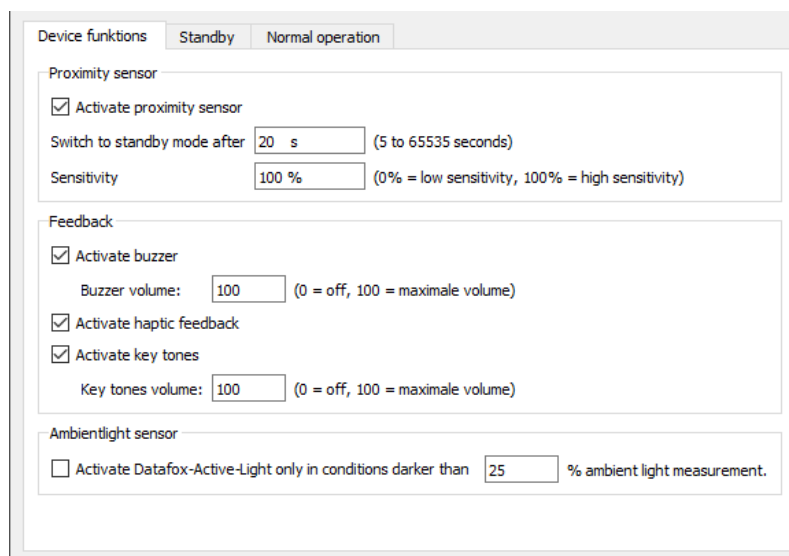 Device funktions Standby Normal operation
Proximity sensor
Activate proximity sensor
Switch to standby mode after 20 s (5 to 65535 seconds)
Sensitivity 100 % (0% = low sensitivity, 100% = high sensitivity)
Feedback
Activate buzzer
Buzzer volume: 100 (0 = off, 100 = maximale volume)
Activate haptic feedback
Activate key tones
Key tones volume: 100 (0 = off, 100 = maximale volume)
Ambientlight sensor
Activate Datafox-Active-Light only in conditions darker than 25 % ambient light measurement.